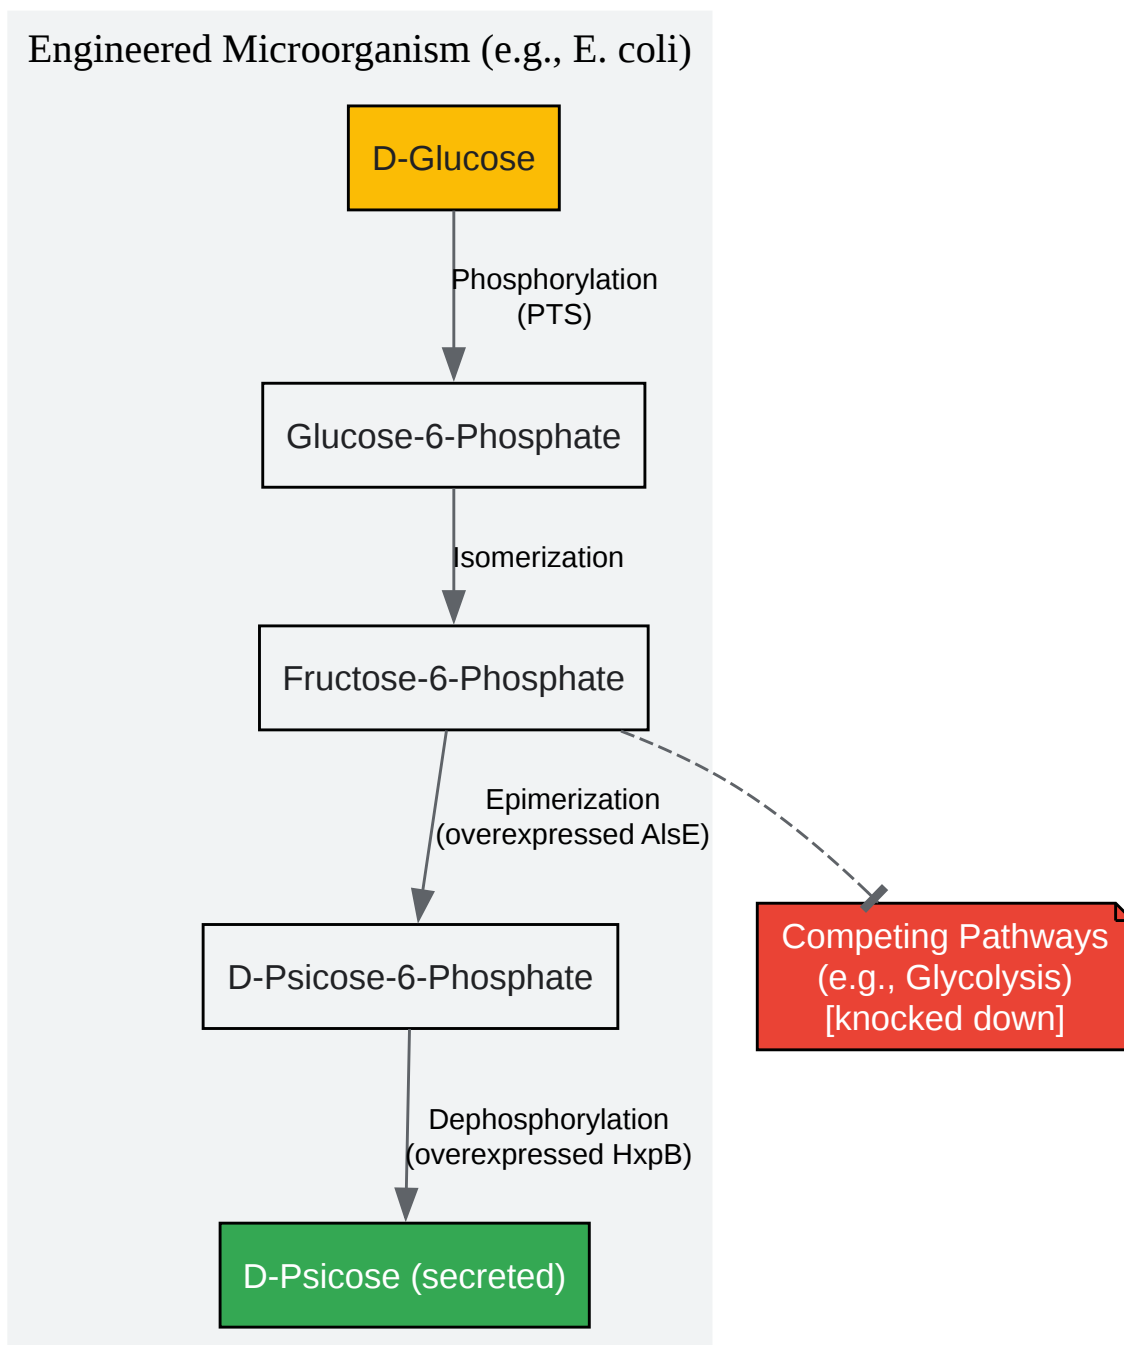 Engineered Microorganism (e.g., E. coli)
D-Glucose
Phosphorylation
(PTS)
Glucose-6-Phosphate
Isomerization
Fructose-6-Phosphate
Epimerization
(overexpressed AlsE)
Competing Pathways
(e.g., Glycolysis)
[knocked down]
D-Psicose-6-Phosphate
Dephosphorylation
(overexpressed HxpB)
D-Psicose (secreted)